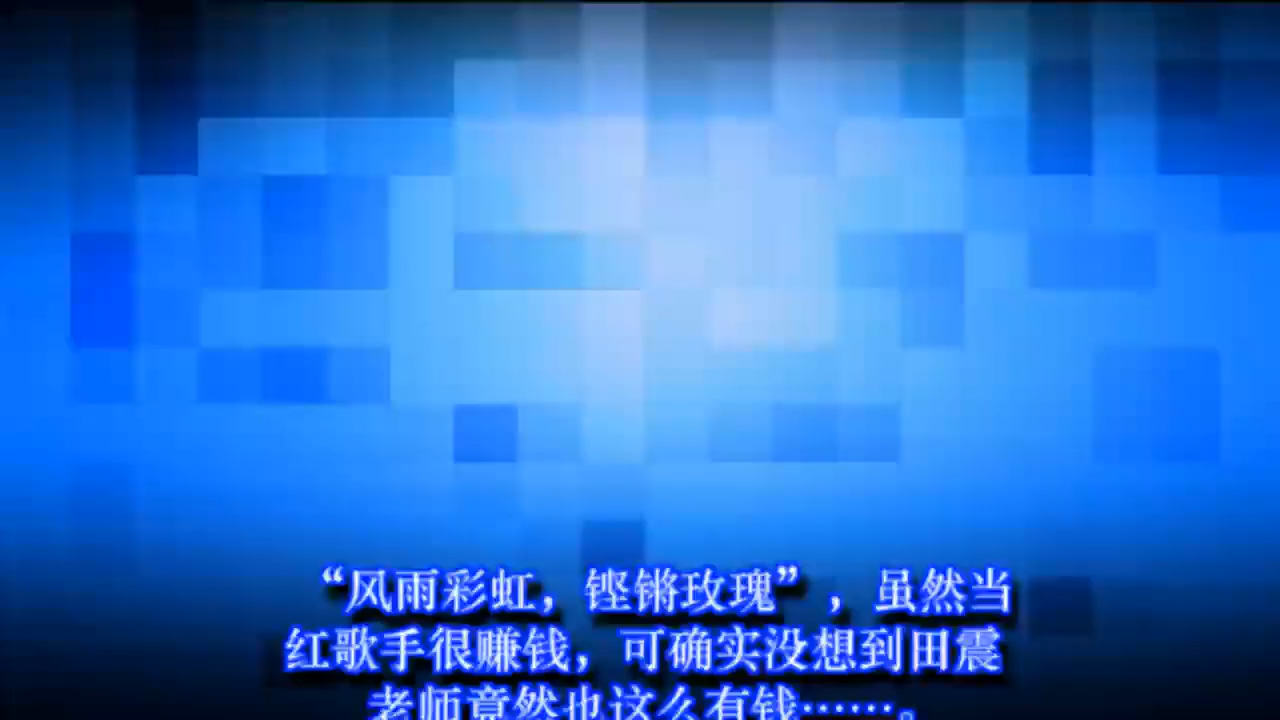 “风雨彩虹，铿锵玫瑰”，虽然当
红歌手很赚钱，可确实没想到田震
老师竟然也这么有钱……。